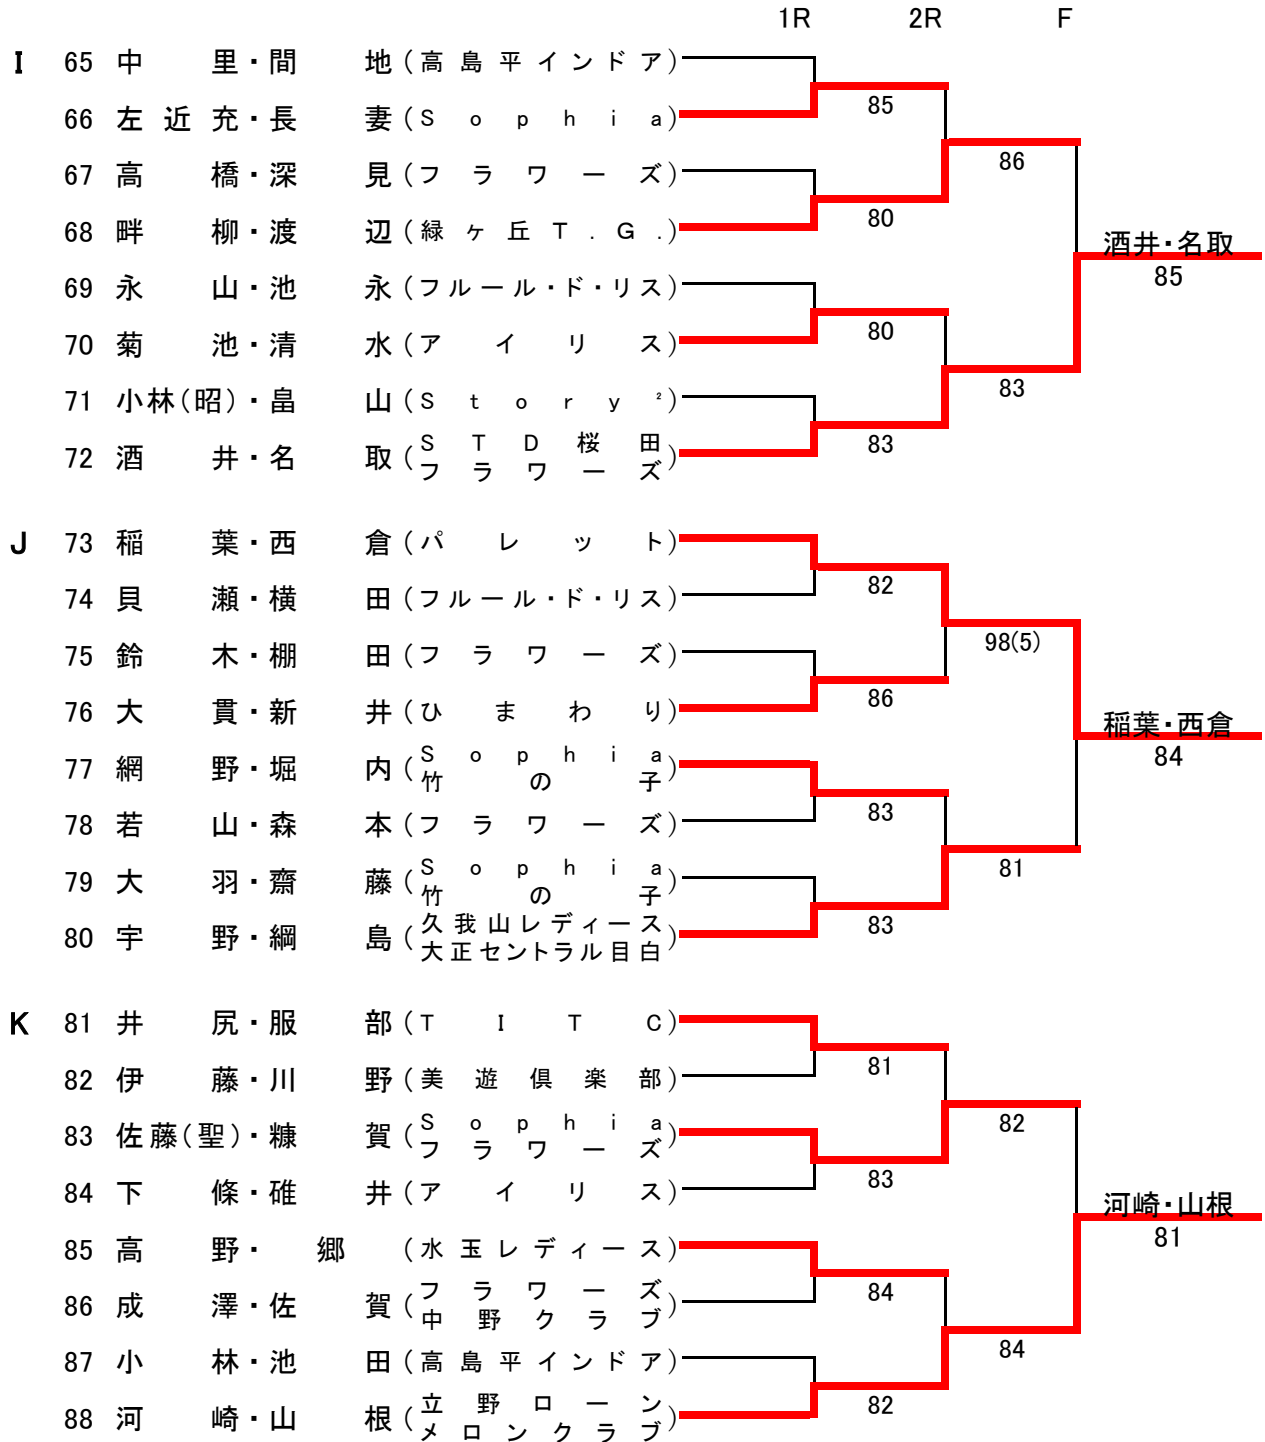 1R 2R F
I 65 中里・間地(高島平インドア)
85
66 左近充・長妻(Sophia)
86
67 高橋・深見(フラワーズ)
80
68 畔柳・渡辺(緑ヶ丘T.G.)
酒井・名取
85
69 永山・池永(フルール・ド・リス)
80
70 菊池・清水(アイリス)
83
71 小林(昭)・畠山(Story²)
83
72 酒井・名取(STD桜田
フラワーズ)
J 73 稲葉・西倉(パレット)
82
74 貝瀬・横田(フルール・ド・リス)
98(5)
75 鈴木・棚田(フラワーズ)
86
76 大貫・新井(ひまわり)
稲葉・西倉
84
77 網野・堀内(Sophia
竹の子)
83
78 若山・森本(フラワーズ)
81
79 大羽・齋藤(Sophia
竹の子)
83
80 宇野・綱島(久我山レディース
大正セントラル目白)
K 81 井尻・服部(TITC)
81
82 伊藤・川野(美遊倶楽部)
82
83 佐藤(聖)・糠賀(Sophia
フラワーズ)
83
84 下條・碓井(アイリス)
河崎・山根
81
85 高野・郷(水玉レディース)
84
86 成澤・佐賀(フラワーズ
中野クラブ)
84
87 小林・池田(高島平インドア)
82
88 河崎・山根(立野ローン
メロンクラブ)